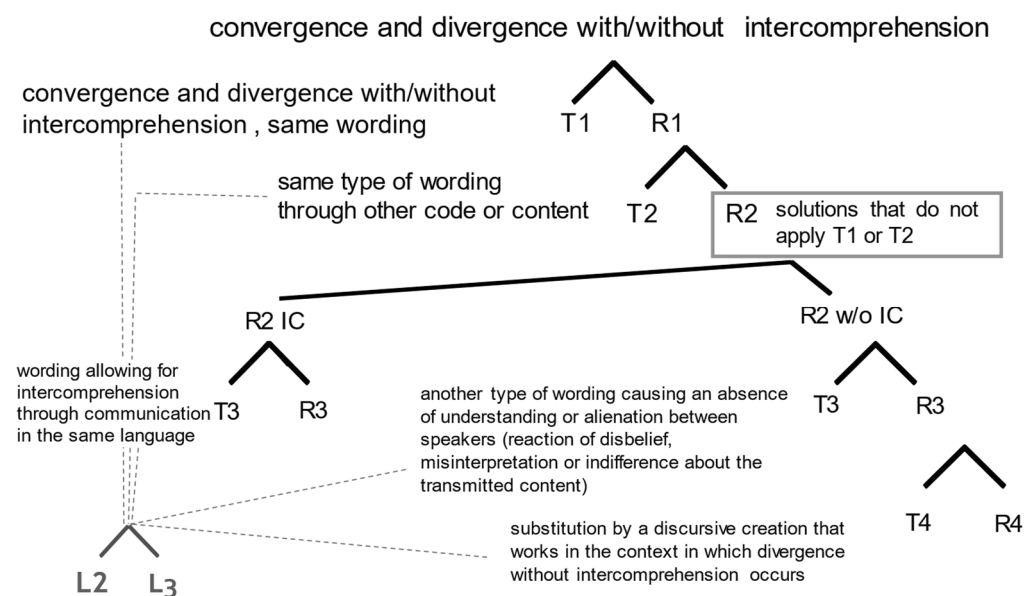 convergence and divergence with/without intercomprehension
convergence and divergence with/without
intercomprehension , same wording
T1
R1
same type of wording
through other code or content
T2
R2
solutions that do not
apply T1 or T2
R2 IC
R2 w/o IC
wording allowing for
intercomprehension
through communication
in the same language
T3
R3
another type of wording causing an absence
of understanding or alienation between
speakers (reaction of disbelief,
misinterpretation or indifference about the
transmitted content)
T3
R3
substitution by a discursive creation that
works in the context in which divergence
without intercomprehension occurs
T4
R4
L2
L3